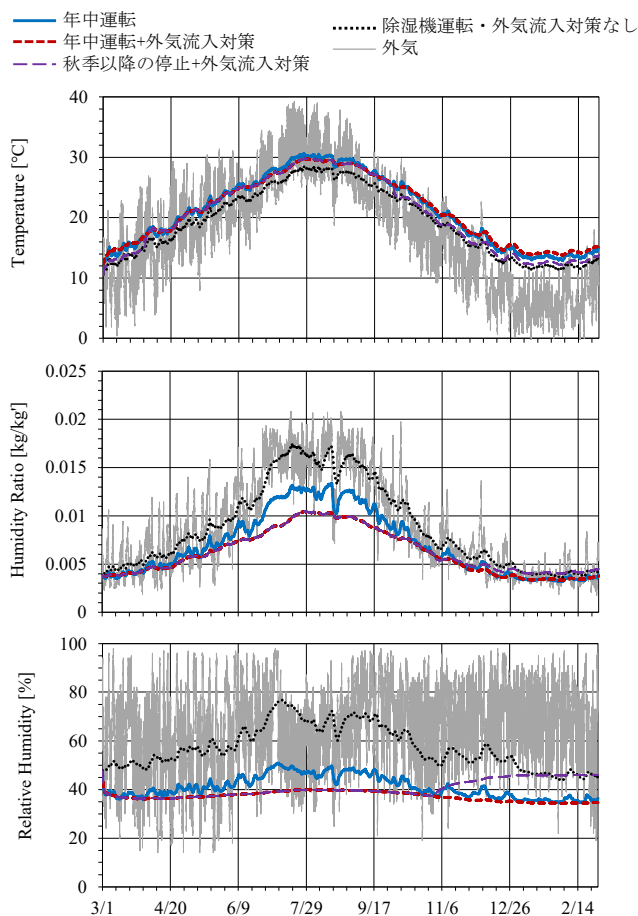 年中運転
年中運転+外気流入対策
秋季以降の停止+外気流入対策
除湿機運転・外気流入対策なし
外気
Temperature [℃]
40
30
20
10
0
Humidity Ratio [kg/kg']
0.025
0.02
0.015
0.01
0.005
0
Relative Humidity [%]
100
80
60
40
20
0
3/1 4/20 6/9 7/29 9/17 11/6 12/26 2/14